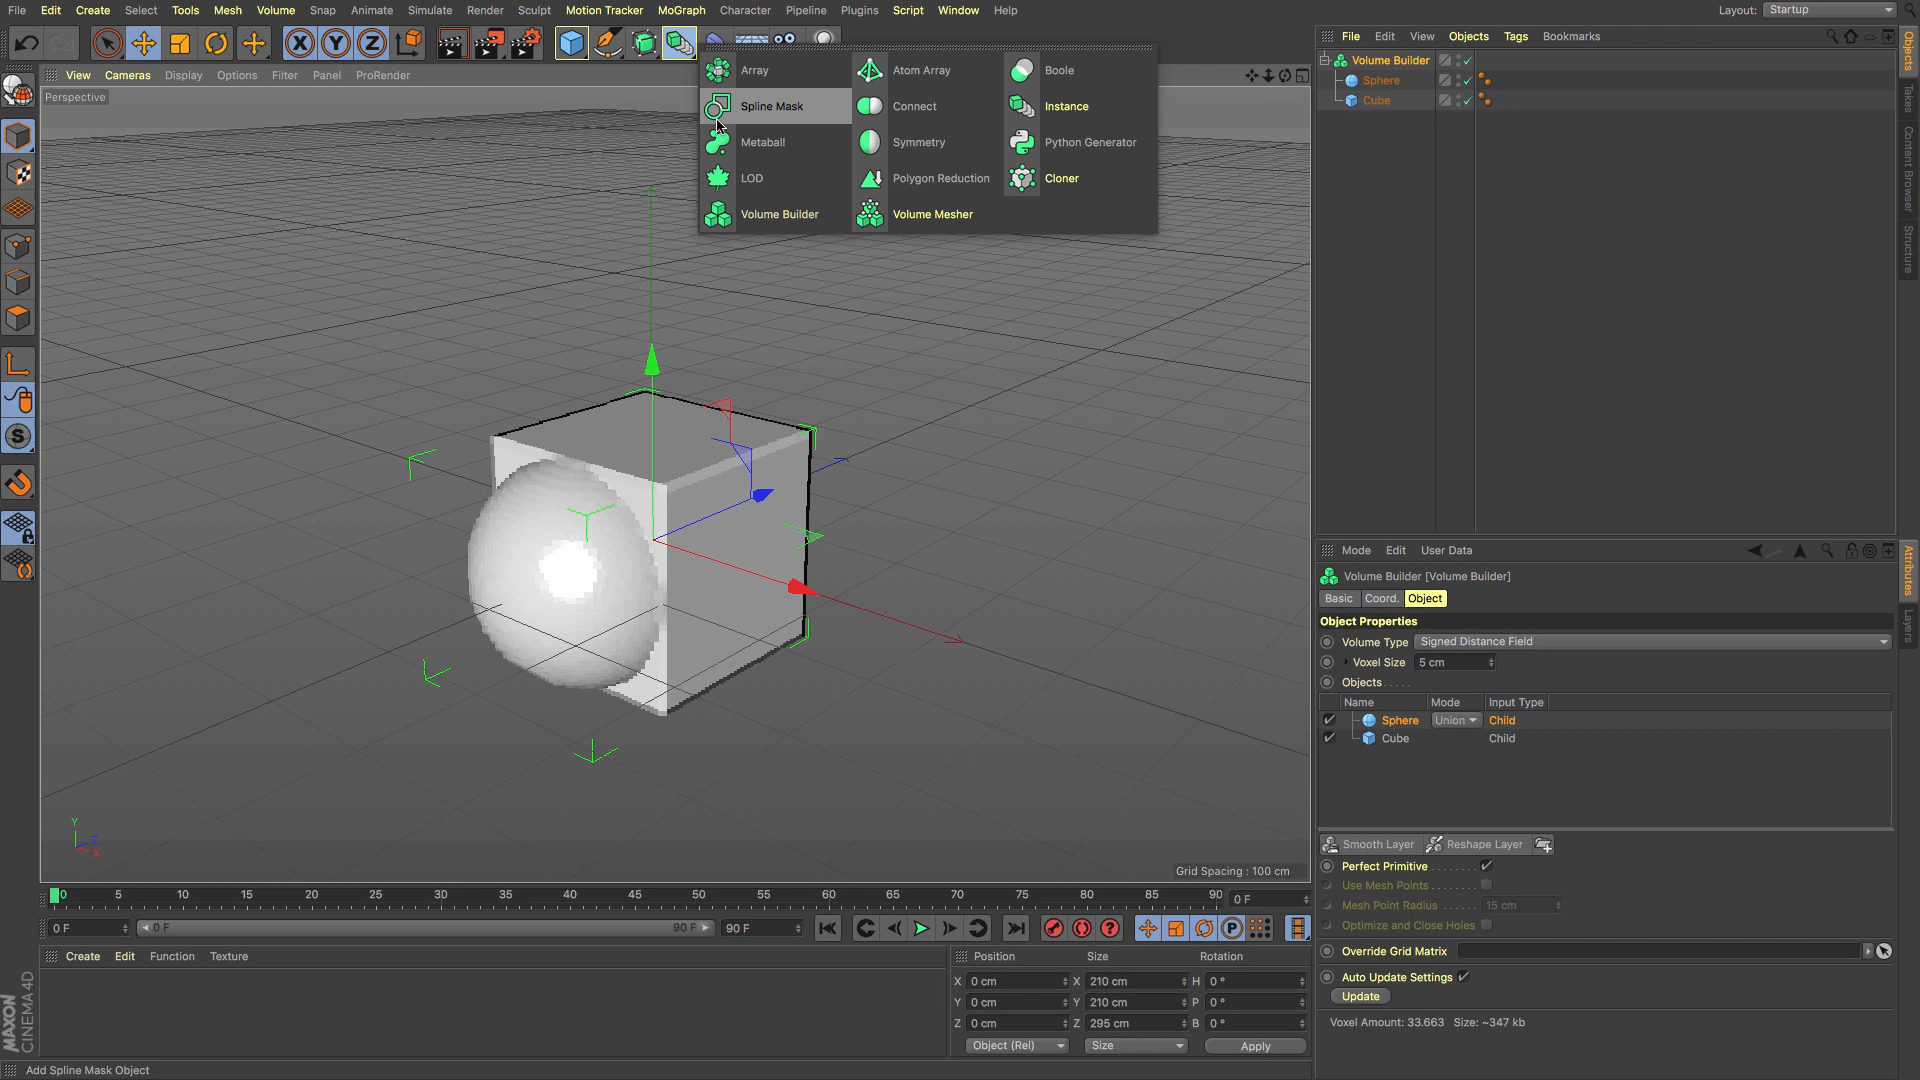 File Edit Create Select Tools Mesh Volume Snap Animate Simulate Render Sculpt Motion Tracker MoGraph Character Pipeline Plugins Script Window Help Layout: Startup
X Y Z
View Cameras Display Options Filter Panel ProRender
Perspective
Array Atom Array Boole
Spline Mask Connect Instance
Metaball Symmetry Python Generator
LOD Polygon Reduction Cloner
Volume Builder Volume Mesher
File Edit View Objects Tags Bookmarks
Volume Builder
Sphere
Cube
Objects
Takes
Content Browser
Structure
S
Y
Z
X
Grid Spacing : 100 cm
Mode Edit User Data
Volume Builder [Volume Builder]
Basic Coord. Object
Object Properties
Volume Type Signed Distance Field
Voxel Size 5 cm
Objects . . . . .
Name Mode Input Type
Sphere Union Child
Cube Child
Smooth Layer Reshape Layer
Perfect Primitive
Use Mesh Points
Mesh Point Radius 15 cm
Optimize and Close Holes
Override Grid Matrix
Auto Update Settings
Update
Voxel Amount: 33.663 Size: ~347 kb
Attributes
Layers
0 5 10 15 20 25 30 35 40 45 50 55 60 65 70 75 80 85 90 0 F
0 F 0 F 90 F 90 F ? P
Create Edit Function Texture
Position Size Rotation
X 0 cm X 210 cm H 0 °
Y 0 cm Y 210 cm P 0 °
Z 0 cm Z 295 cm B 0 °
Object (Rel) Size Apply
MAXON
CINEMA 4D
Add Spline Mask Object